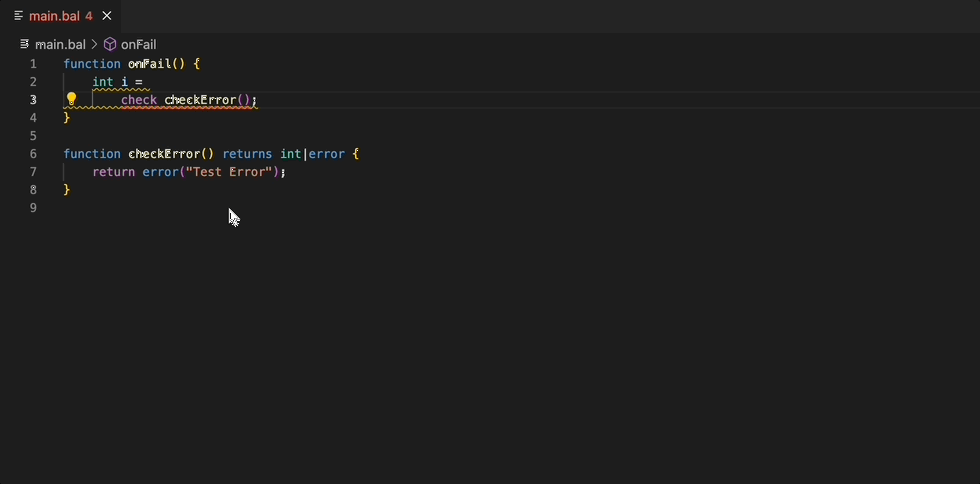 main.bal 4
main.bal > onFail
1 function onFail() {
2 int i =
3 check checkError();
4 }
5
6 function checkError() returns int|error {
7 return error("Test Error");
8 }
9